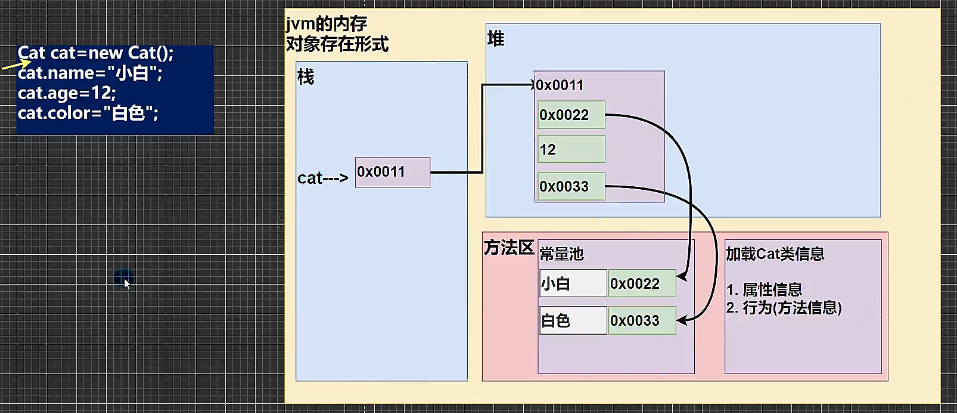 Cat cat=new Cat();
cat.name="小白";
cat.age=12;
cat.color="白色";
jvm的内存
对象存在形式
栈
cat--->
0x0011
堆
0x0011
0x0022
12
0x0033
方法区
常量池
小白 0x0022
白色 0x0033
加载Cat类信息
1. 属性信息
2. 行为(方法信息)